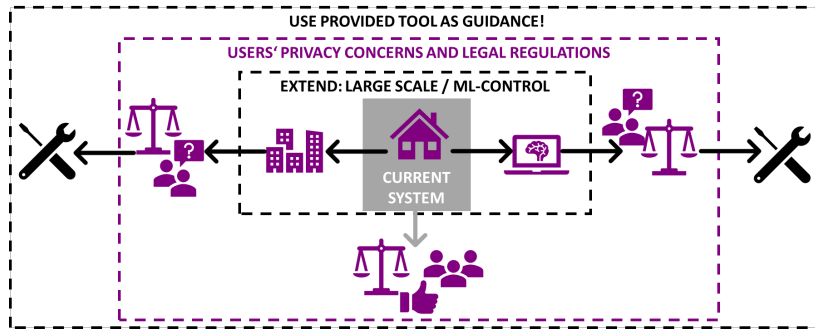 USE PROVIDED TOOL AS GUIDANCE!
USERS‘ PRIVACY CONCERNS AND LEGAL REGULATIONS
EXTEND: LARGE SCALE / ML-CONTROL
?
?
CURRENT
SYSTEM